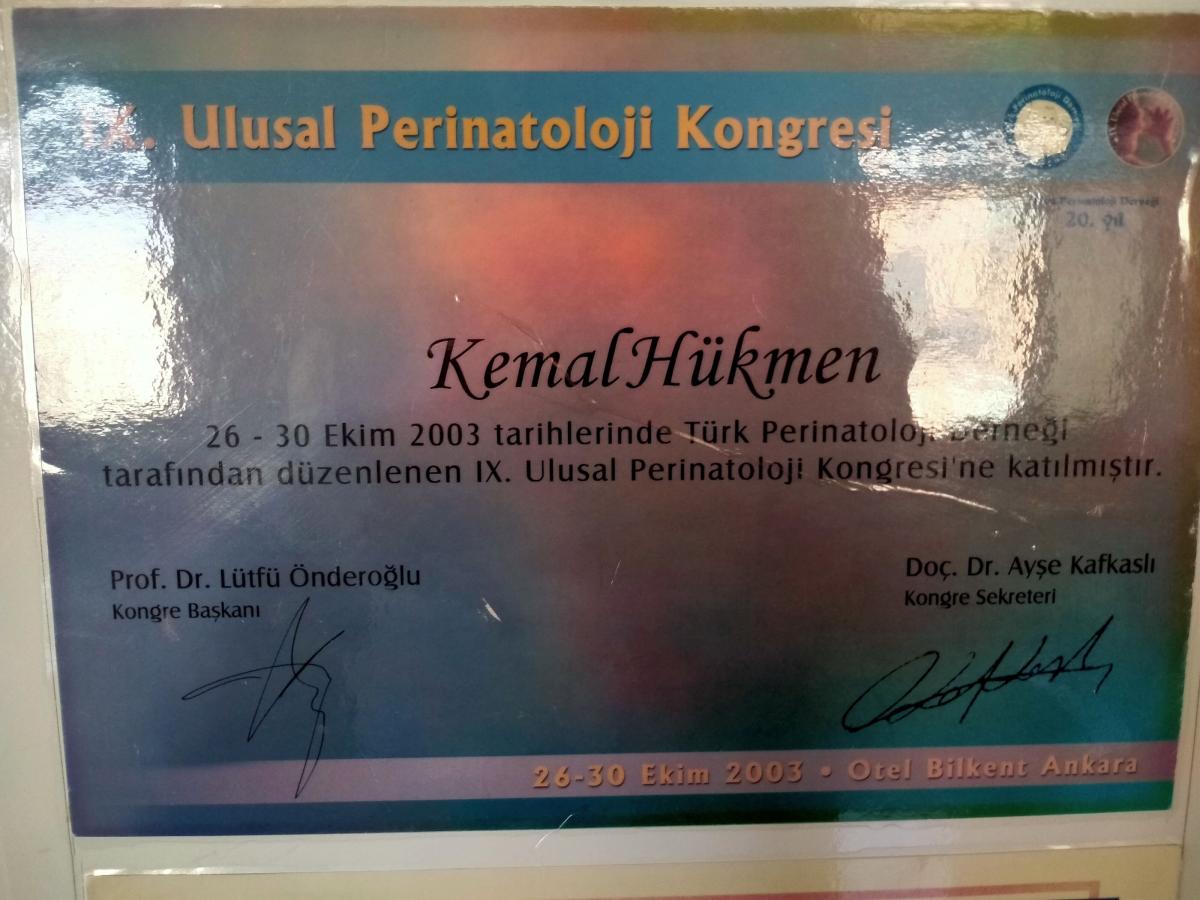 IX. Ulusal Perinatoloji Kongresi
Perinatoloji Derneği
20. yıl
Kemal Hükmen
26 - 30 Ekim 2003 tarihlerinde Türk Perinatoloji Derneği
tarafından düzenlenen IX. Ulusal Perinatoloji Kongresi'ne katılmıştır.
Prof. Dr. Lütfü Önderoğlu
Kongre Başkanı
Doç. Dr. Ayşe Kafkaslı
Kongre Sekreteri
26-30 Ekim 2003 • Otel Bilkent Ankara